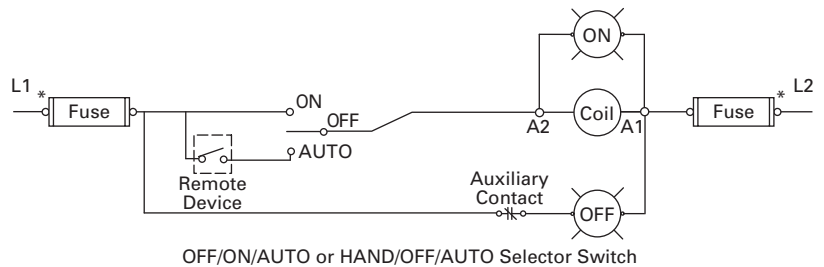 ON
L1 * Fuse
ON
OFF
AUTO
Remote
Device
A2 Coil A1
* L2
Fuse
Auxiliary
Contact
OFF
OFF/ON/AUTO or HAND/OFF/AUTO Selector Switch